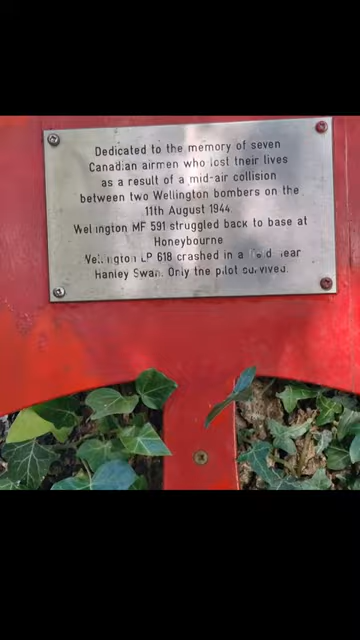 Dedicated to the memory of seven
Canadian airmen who lost their lives
as a result of a mid-air collision
between two Wellington bombers on the
11th August 1944.
Wellington MF 591 struggled back to base at
Honeybourne
Wellington LP 618 crashed in a field near
Hanley Swan. Only the pilot survived.